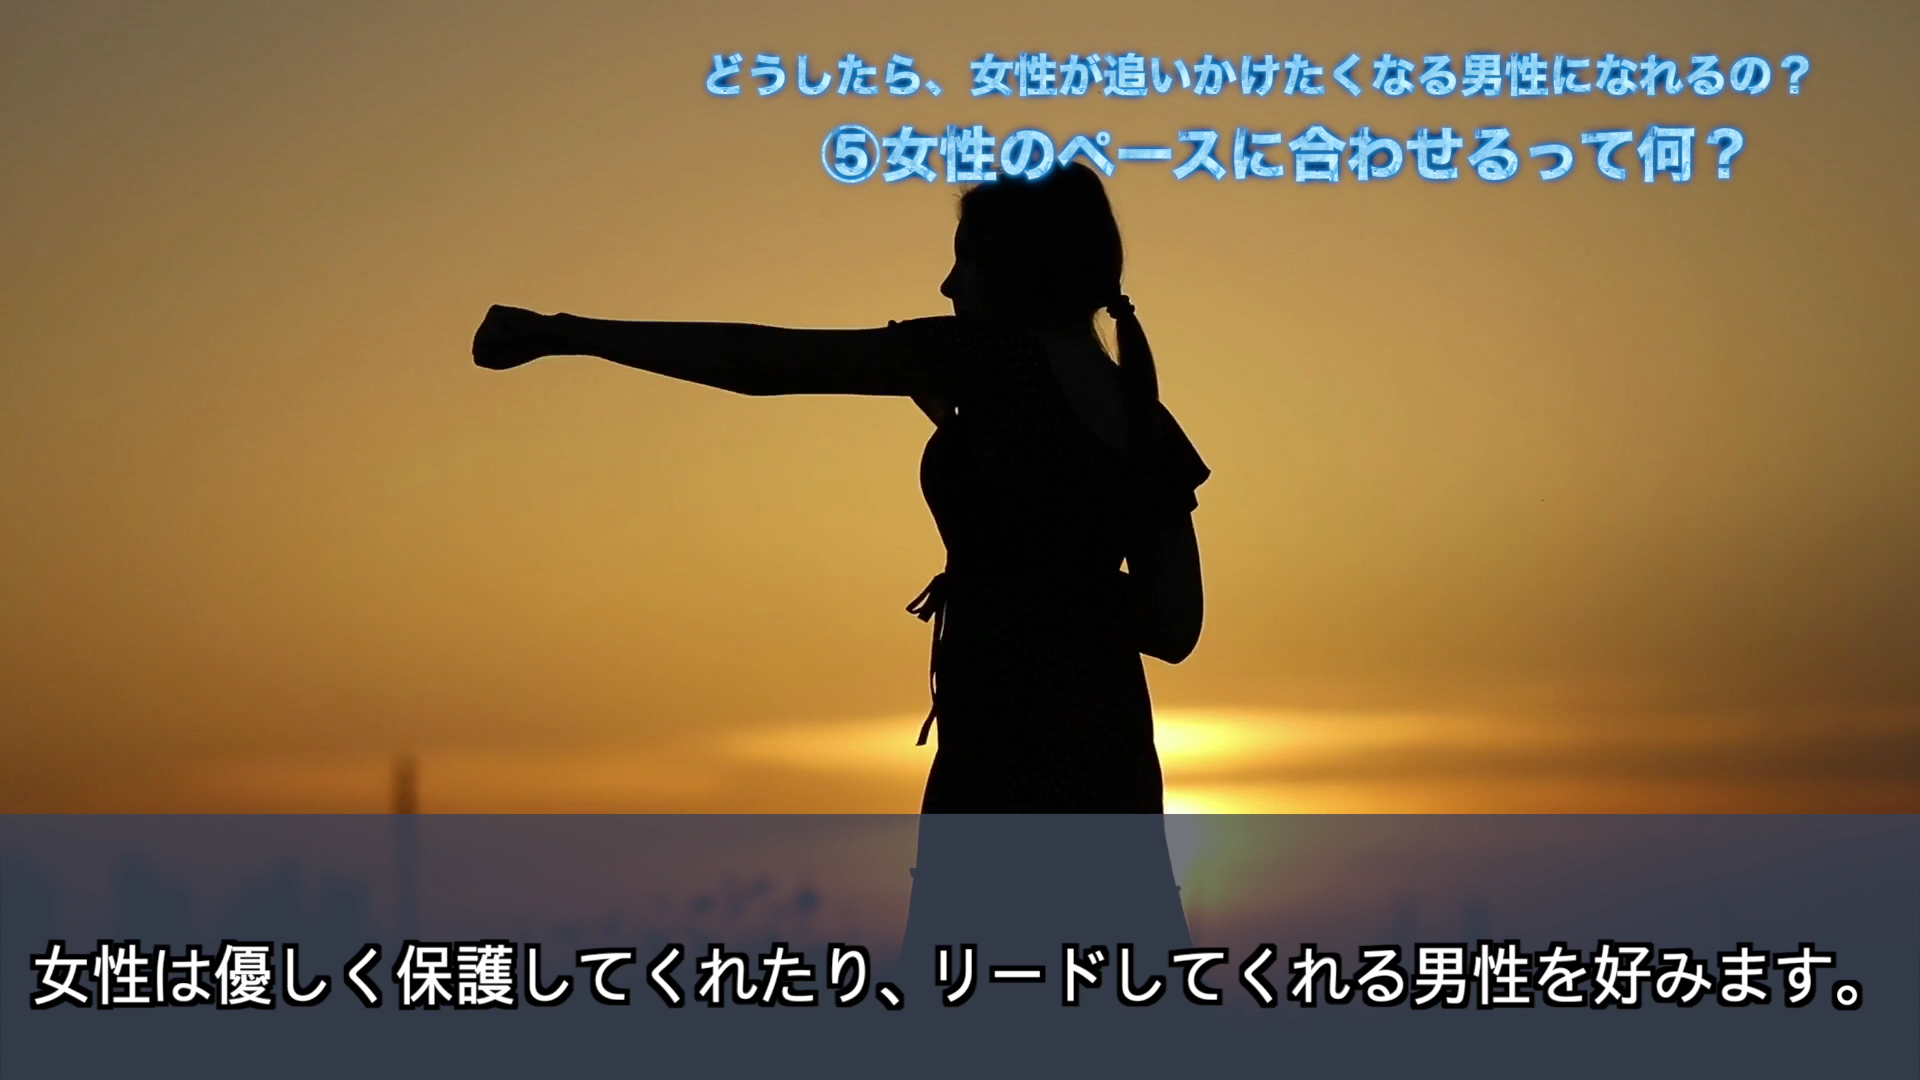 どうしたら、女性が追いかけたくなる男性になれるの？
⑤女性のペースに合わせるって何？
女性は優しく保護してくれたり、リードしてくれる男性を好みます。